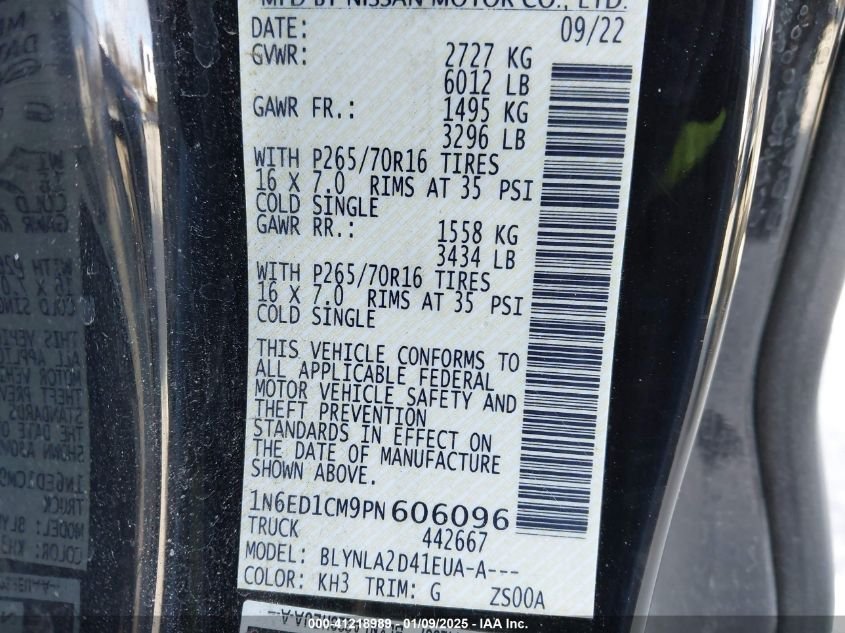 MFD BY NISSAN MOTOR CO., LTD.
DATE: 09/22
GVWR: 2727 KG
6012 LB
GAWR FR.: 1495 KG
3296 LB
WITH P265/70R16 TIRES
16 X 7.0 RIMS AT 35 PSI
COLD SINGLE
GAWR RR.: 1558 KG
3434 LB
WITH P265/70R16 TIRES
16 X 7.0 RIMS AT 35 PSI
COLD SINGLE
THIS VEHICLE CONFORMS TO
ALL APPLICABLE FEDERAL
MOTOR VEHICLE SAFETY AND
THEFT PREVENTION
STANDARDS IN EFFECT ON
THE DATE OF MANUFACTURE
SHOWN ABOVE.
1N6ED1CM9PN606096
TRUCK 442667
MODEL: BLYNLA2D41EUA-A---
COLOR: KH3 TRIM: G ZS00A
000-41218989 - 01/09/2025 - IAAI.COM